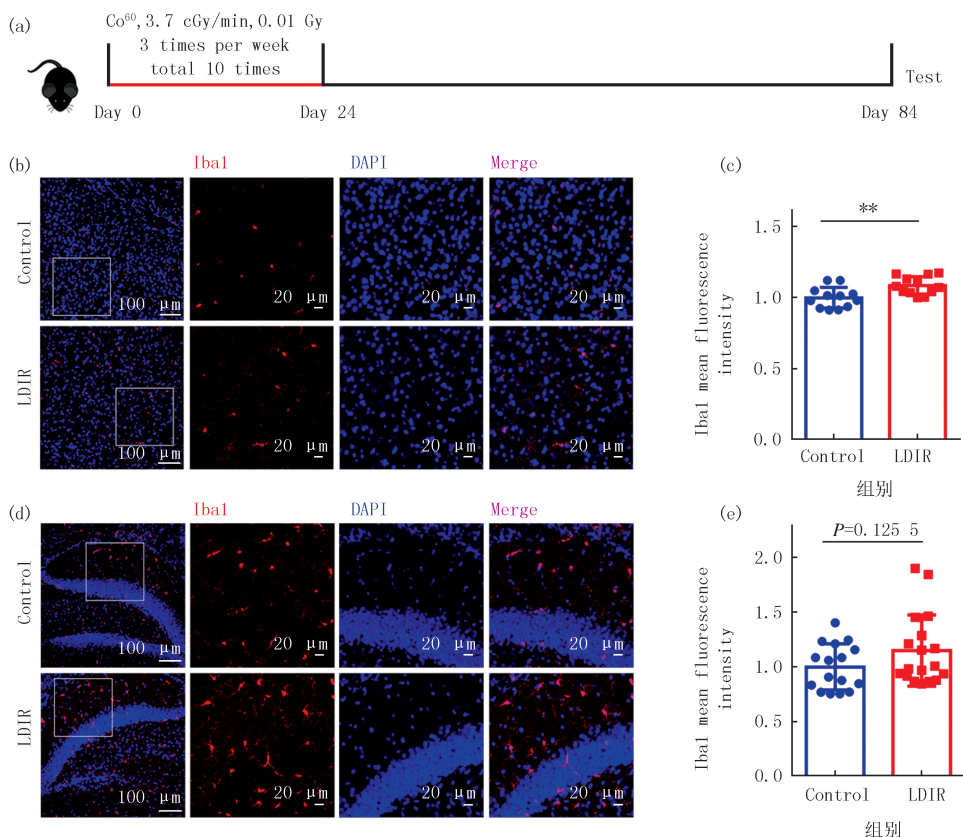 (a)
Co⁶⁰, 3.7 cGy/min, 0.01 Gy
3 times per week
total 10 times
Day 0
Day 24
Day 84
Test
(b)
Iba1
DAPI
Merge
Control
100 μm
20 μm
20 μm
20 μm
LDIR
100 μm
20 μm
20 μm
20 μm
(c)
**
Iba1 mean fluorescence
intensity
1.5
1.0
0.5
0.0
Control
LDIR
组别
(d)
Iba1
DAPI
Merge
Control
100 μm
20 μm
20 μm
20 μm
LDIR
100 μm
20 μm
20 μm
20 μm
(e)
P=0.125 5
Iba1 mean fluorescence
intensity
2.0
1.5
1.0
0.5
0.0
Control
LDIR
组别